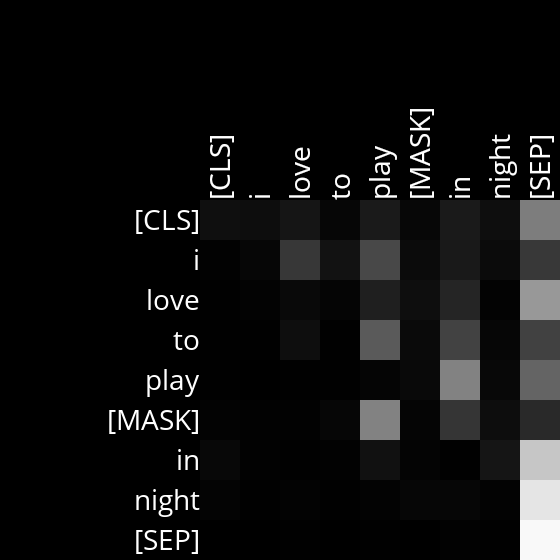 [CLS]
i
love
to
play
[MASK]
in
night
[SEP]
[CLS]
i
love
to
play
[MASK]
in
night
[SEP]